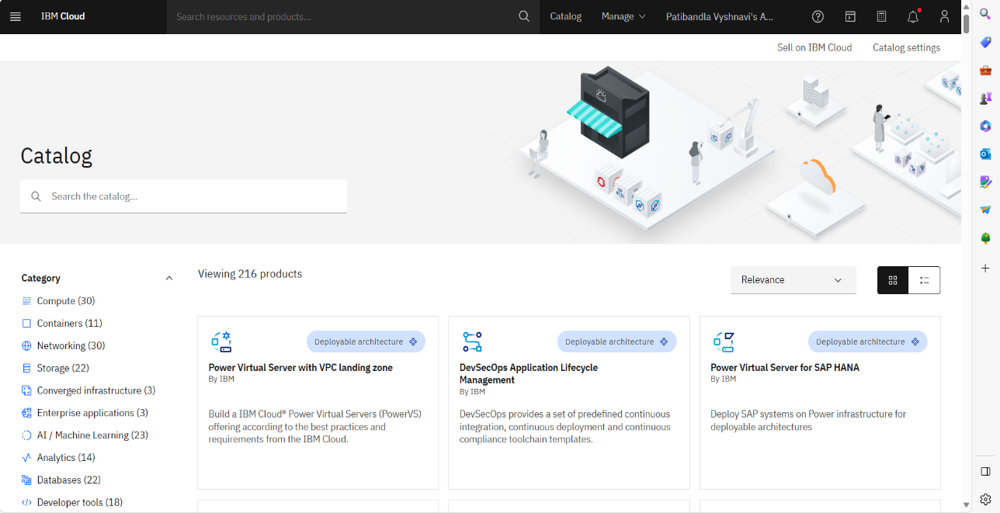 IBM Cloud
Search resources and products...
Catalog
Manage
Patibandla Vyshnavi's A...
Sell on IBM Cloud
Catalog settings
Catalog
Search the catalog...
Category
Compute (30)
Containers (11)
Networking (30)
Storage (22)
Converged infrastructure (3)
Enterprise applications (3)
AI / Machine Learning (23)
Analytics (14)
Databases (22)
Developer tools (18)
Viewing 216 products
Relevance
Deployable architecture
Power Virtual Server with VPC landing zone
By IBM
Build a IBM Cloud® Power Virtual Servers (PowerVS)
offering according to the best practices and
requirements from the IBM Cloud.
Deployable architecture
DevSecOps Application Lifecycle
Management
By IBM
DevSecOps provides a set of predefined continuous
integration, continuous deployment and continuous
compliance toolchain templates.
Deployable architecture
Power Virtual Server for SAP HANA
By IBM
Deploy SAP systems on Power infrastructure for
deployable architectures